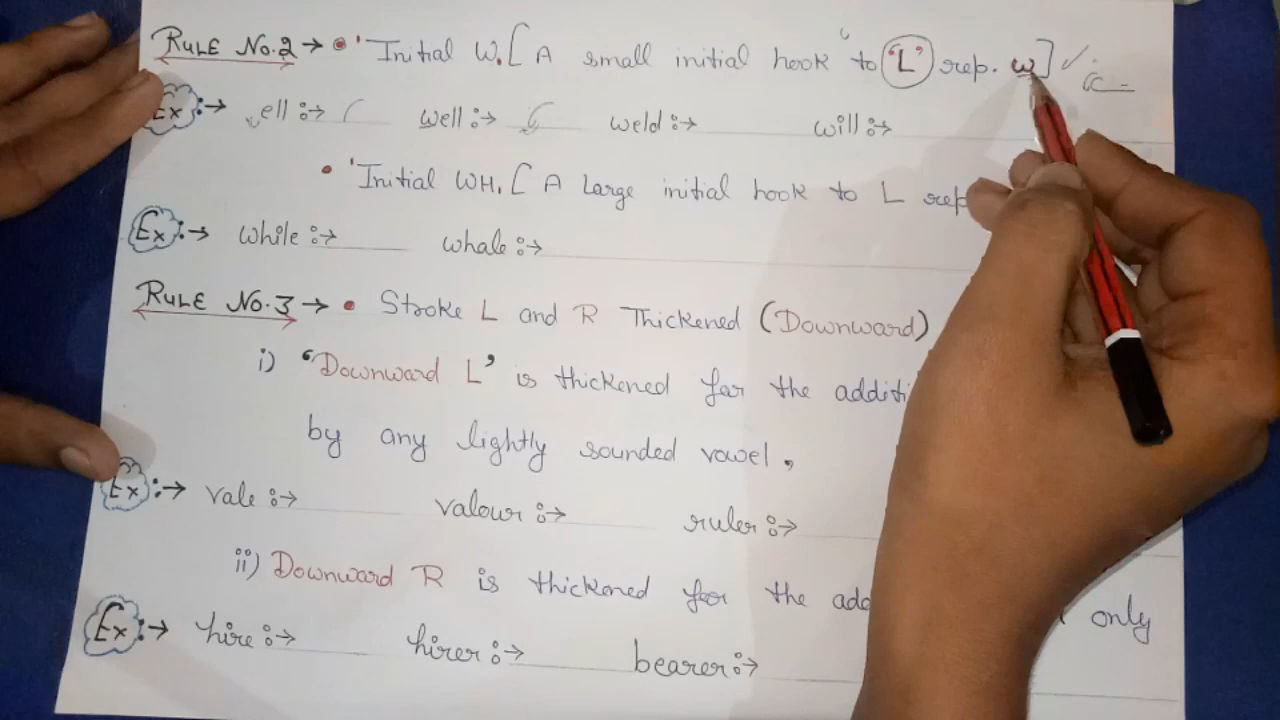 RULE No.2 → • 'Initial W. [ A small initial hook to 'L' rep. w] ✓
Ex :→ ell :→ well :→ weld :→ will :→
• 'Initial WH. [ A Large initial hook to L rep
Ex :→ while :→ whale :→
RULE No.3 → • Stroke L and R Thickened (Downward)
i) 'Downward L' is thickened for the additi
by any lightly sounded vowel,
Ex :→ vale :→ valour :→ ruler :→
ii) Downward R is thickened for the add only
Ex :→ hire :→ hirer :→ bearer :→